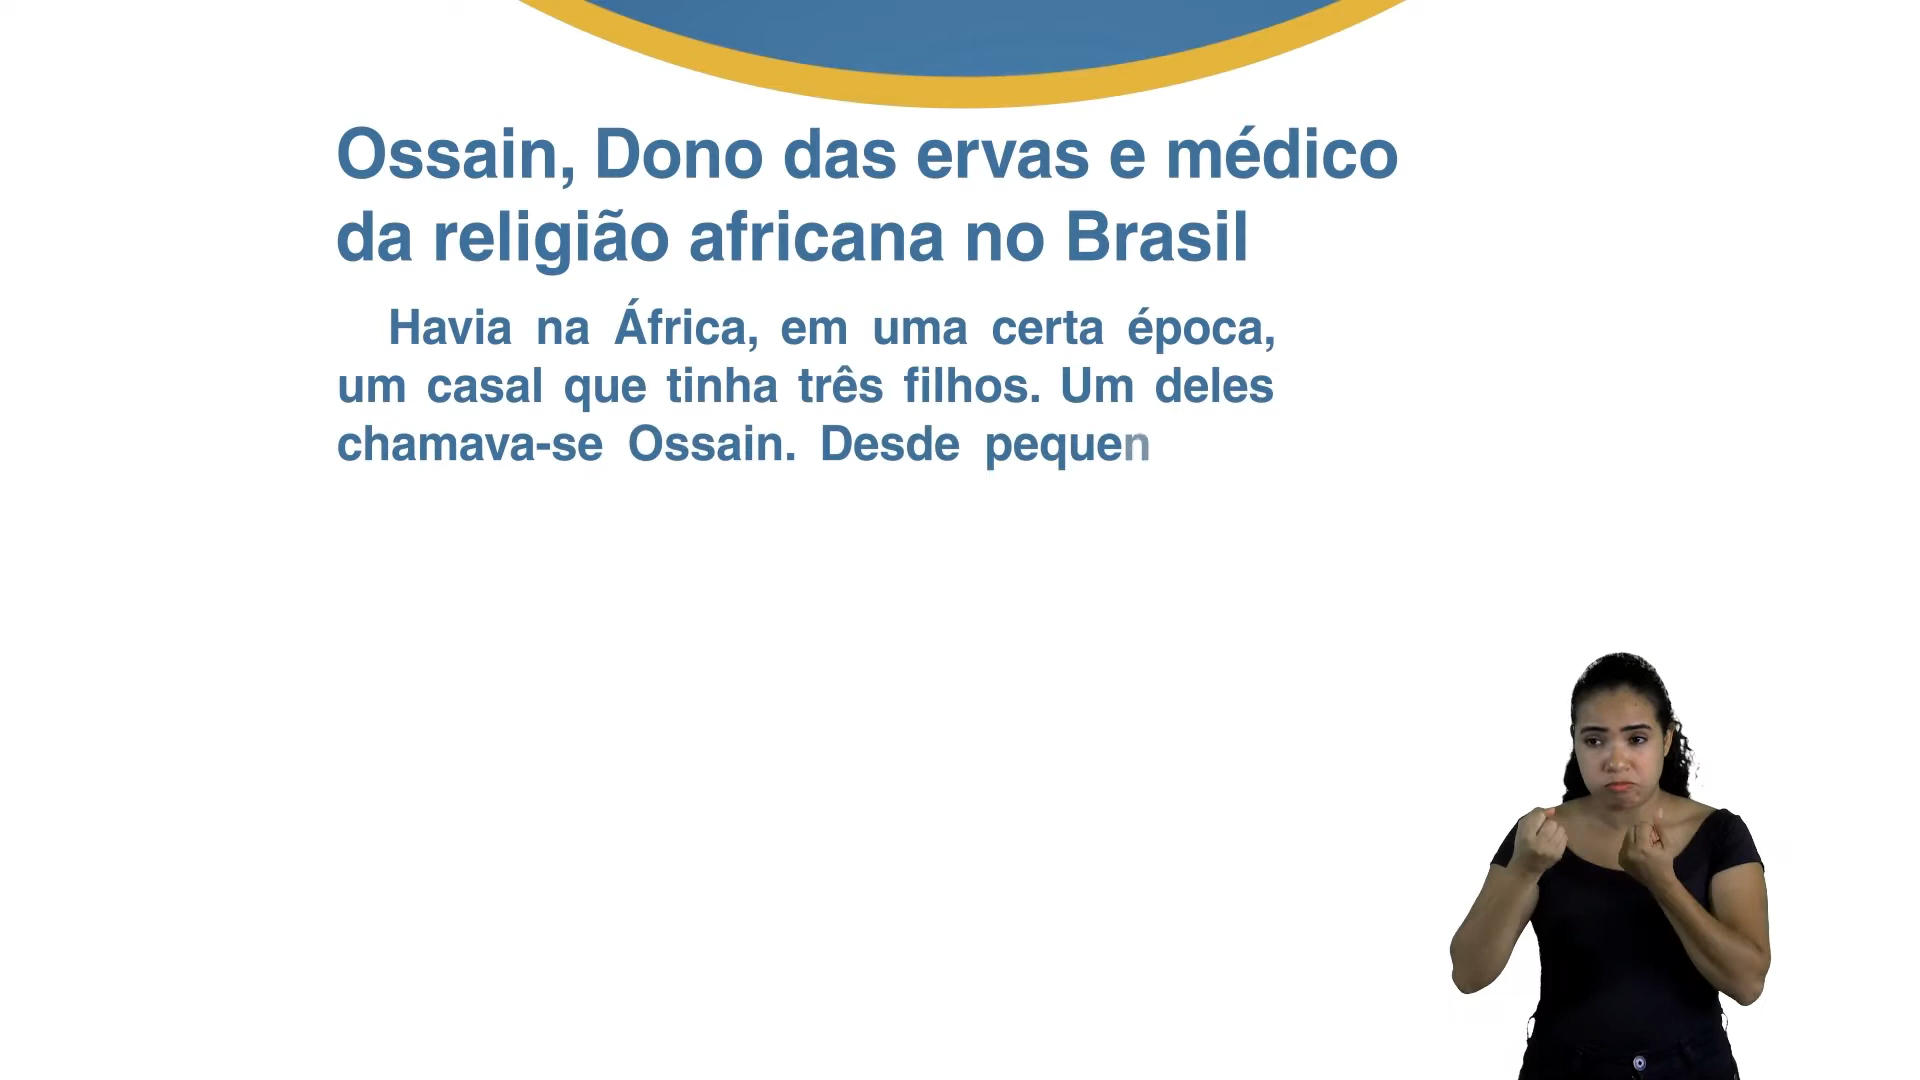 Ossain, Dono das ervas e médico
da religião africana no Brasil
Havia na África, em uma certa época,
um casal que tinha três filhos. Um deles
chamava-se Ossain. Desde pequen